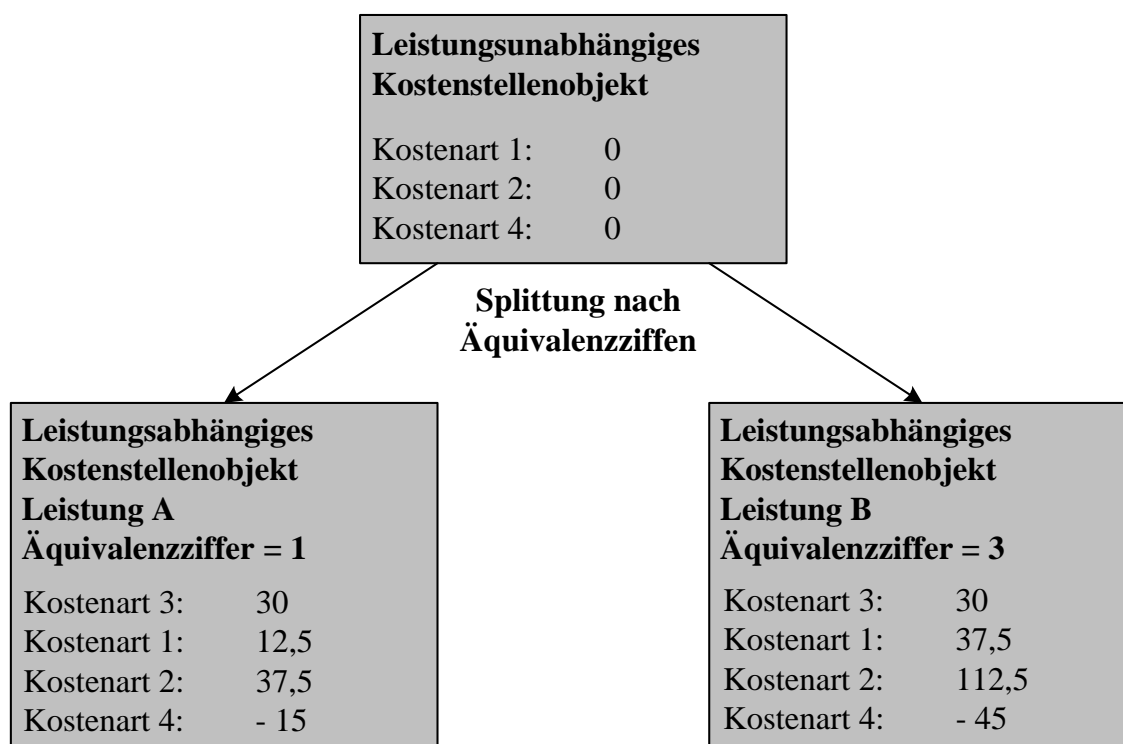 Leistungsunabhängiges
Kostenstellenobjekt
Kostenart 1: 0
Kostenart 2: 0
Kostenart 4: 0
Splittung nach
Äquivalenzziffen
Leistungsabhängiges
Kostenstellenobjekt
Leistung A
Äquivalenzziffer = 1
Kostenart 3: 30
Kostenart 1: 12,5
Kostenart 2: 37,5
Kostenart 4: - 15
Leistungsabhängiges
Kostenstellenobjekt
Leistung B
Äquivalenzziffer = 3
Kostenart 3: 30
Kostenart 1: 37,5
Kostenart 2: 112,5
Kostenart 4: - 45